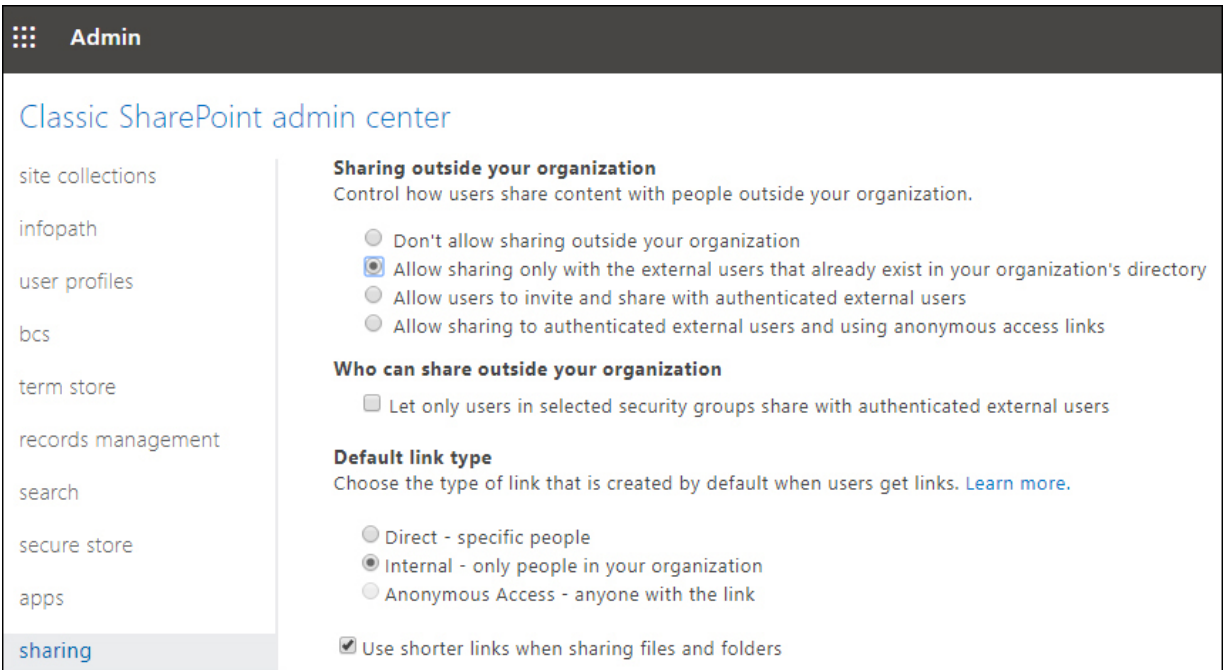 Admin
Classic SharePoint admin center
site collections
infopath
user profiles
bcs
term store
records management
search
secure store
apps
sharing
Sharing outside your organization
Control how users share content with people outside your organization.
Don't allow sharing outside your organization
Allow sharing only with the external users that already exist in your organization's directory
Allow users to invite and share with authenticated external users
Allow sharing to authenticated external users and using anonymous access links
Who can share outside your organization
Let only users in selected security groups share with authenticated external users
Default link type
Choose the type of link that is created by default when users get links. Learn more.
Direct - specific people
Internal - only people in your organization
Anonymous Access - anyone with the link
Use shorter links when sharing files and folders